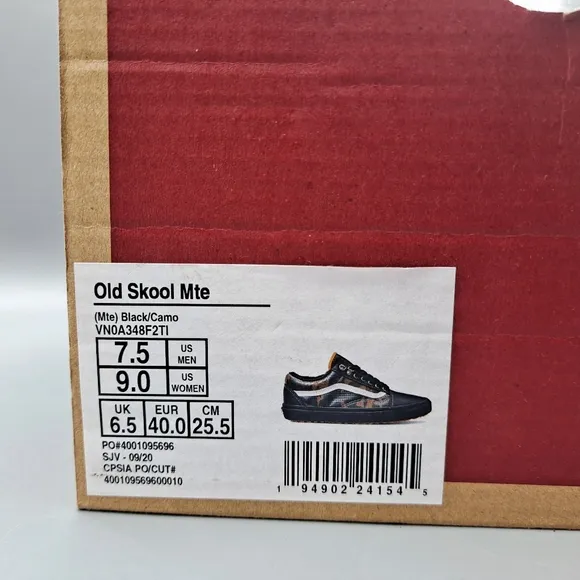 Old Skool Mte
(Mte) Black/Camo
VN0A348F2TI
7.5 US MEN
9.0 US WOMEN
UK EUR CM
6.5 40.0 25.5
PO#4001095696
SJV - 09/20
CPSIA PO/CUT#
400109569600010
1 94902 24154 5